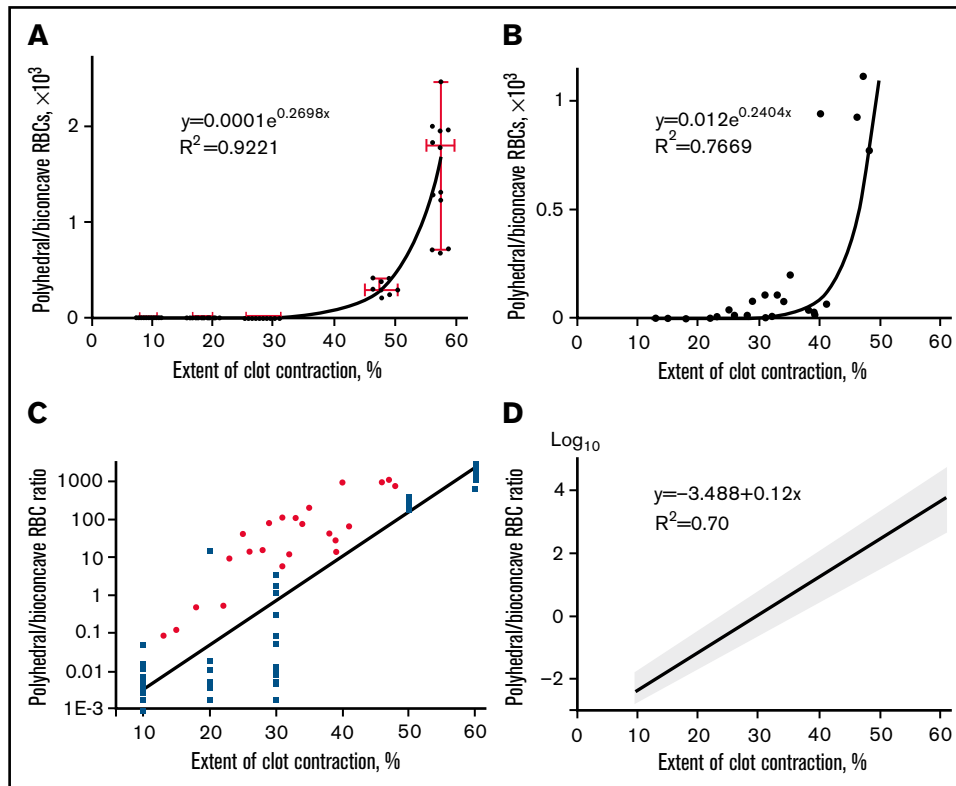 A
Polyhedral/biconcave RBCs, ×10³
2
1
0
y=0.0001e^0.2698x
R²=0.9221
0 10 20 30 40 50 60
Extent of clot contraction, %
B
Polyhedral/biconcave RBCs, ×10³
1
0.5
0
y=0.012e^0.2404x
R²=0.7669
0 10 20 30 40 50 60
Extent of clot contraction, %
C
Polyhedral/bioconcave RBC ratio
1000
100
10
1
0.1
0.01
1E-3
10 20 30 40 50 60
Extent of clot contraction, %
D
Log₁₀
Polyhedral/bioconcave RBC ratio
4
2
0
−2
y=−3.488+0.12x
R²=0.70
0 10 20 30 40 50 60
Extent of clot contraction, %